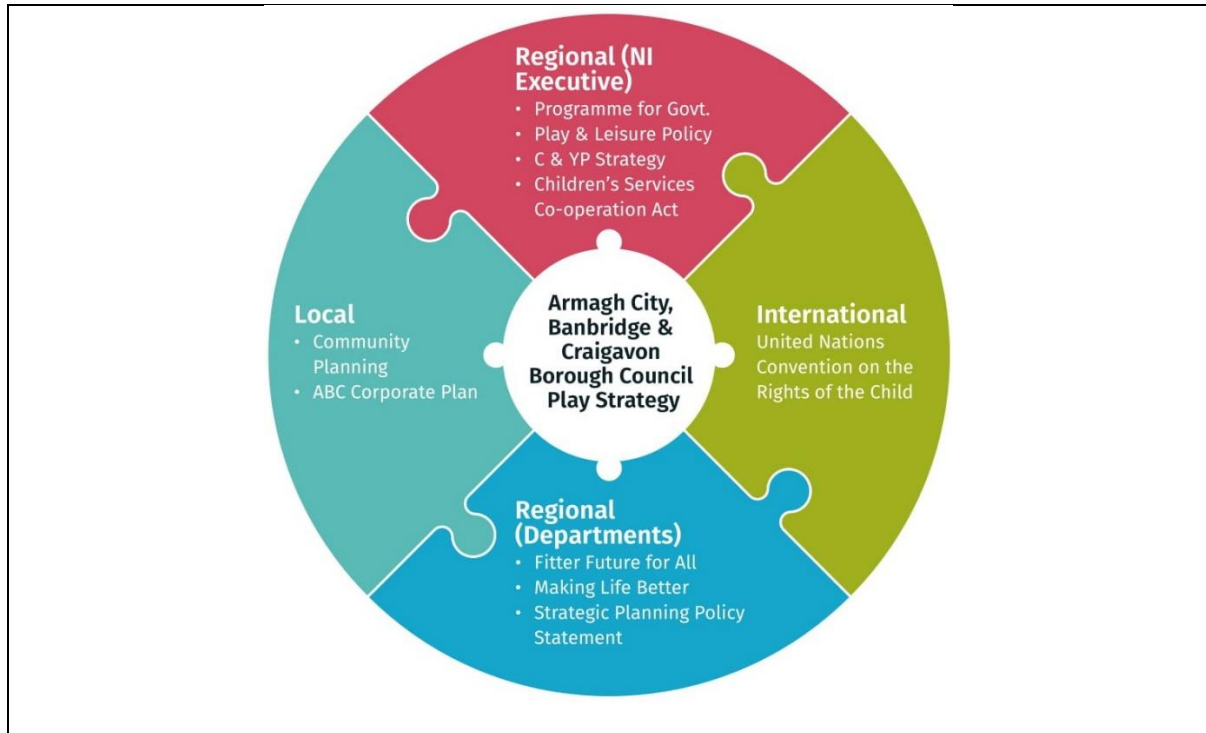 Regional (NI
Executive)
• Programme for Govt.
• Play & Leisure Policy
• C & YP Strategy
• Children’s Services
Co-operation Act
Local
• Community
Planning
• ABC Corporate Plan
Armagh City,
Banbridge &
Craigavon
Borough Council
Play Strategy
International
United Nations
Convention on the
Rights of the Child
Regional
(Departments)
• Fitter Future for All
• Making Life Better
• Strategic Planning Policy
Statement